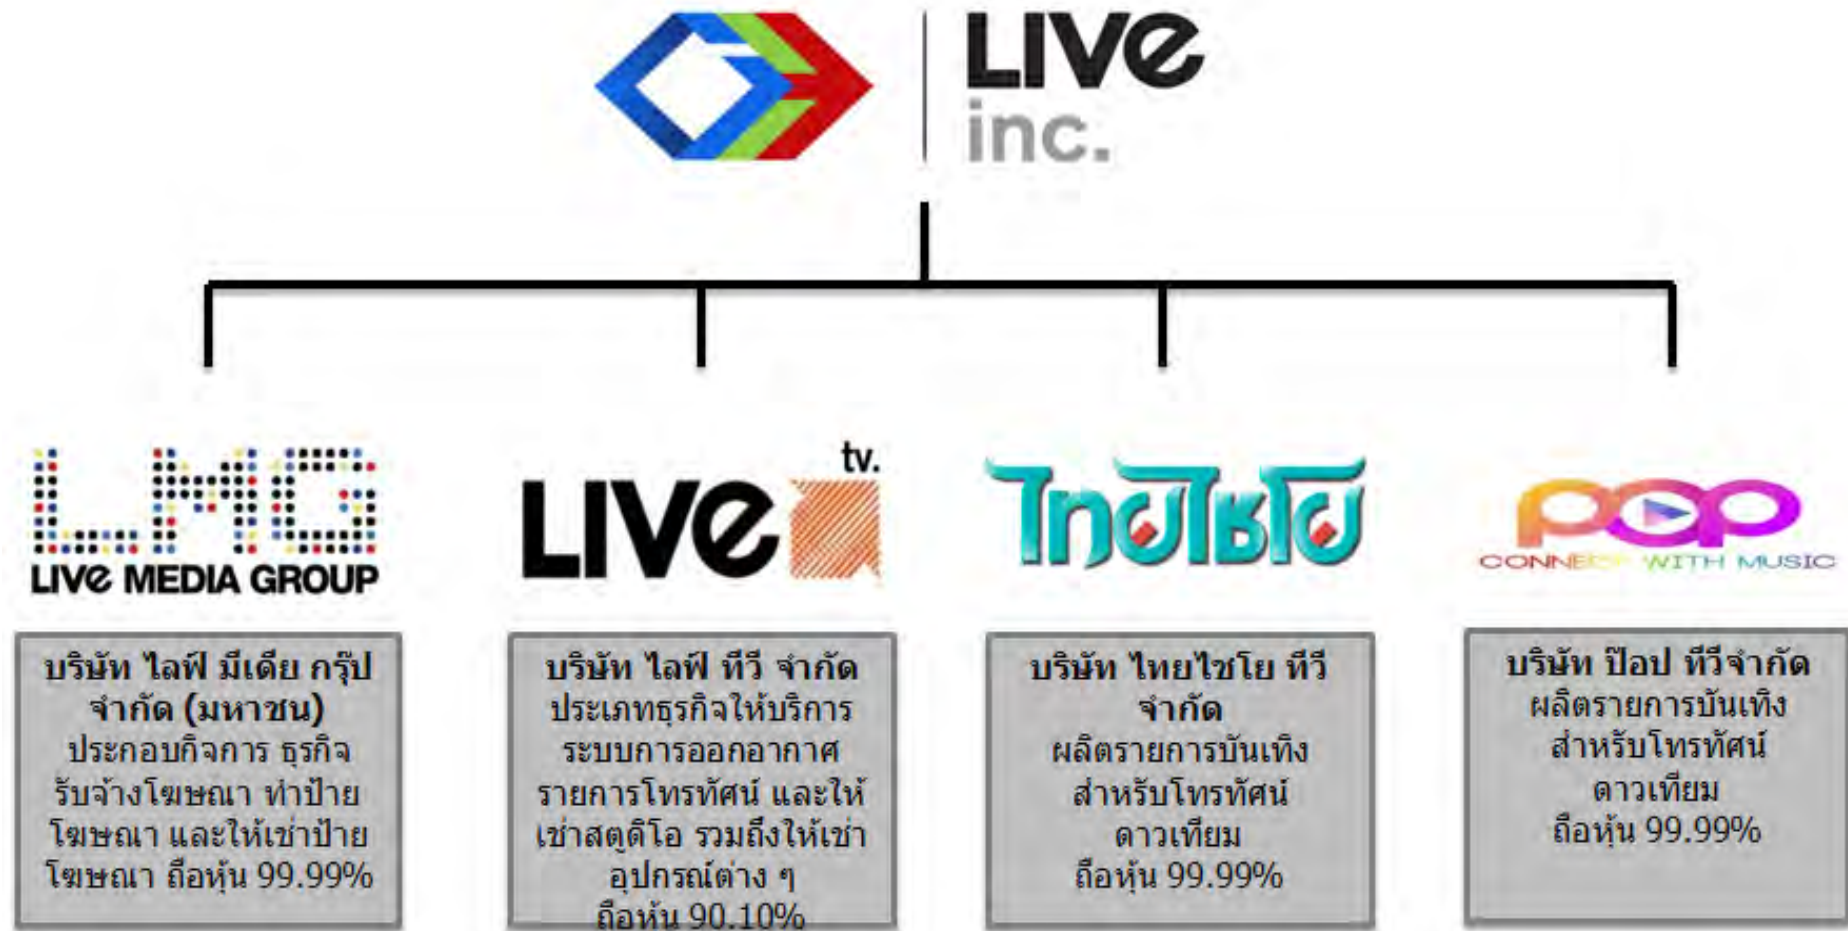 LIVe
inc.
LMG
LIVe MEDIA GROUP
บริษัท ไลฟ์ มีเดีย กรุ๊ป
จำกัด (มหาชน)
ประกอบกิจการ ธุรกิจ
รับจ้างโฆษณา ทำป้าย
โฆษณา และให้เช่าป้าย
โฆษณา ถือหุ้น 99.99%
LIVe tv.
บริษัท ไลฟ์ ทีวี จำกัด
ประเภทธุรกิจให้บริการ
ระบบการออกอากาศ
รายการโทรทัศน์ และให้
เช่าสตูดิโอ รวมถึงให้เช่า
อุปกรณ์ต่าง ๆ
ถือหุ้น 90.10%
ไทยไชโย
บริษัท ไทยไชโย ทีวี
จำกัด
ผลิตรายการบันเทิง
สำหรับโทรทัศน์
ดาวเทียม
ถือหุ้น 99.99%
pop
CONNECT WITH MUSIC
บริษัท ป๊อป ทีวีจำกัด
ผลิตรายการบันเทิง
สำหรับโทรทัศน์
ดาวเทียม
ถือหุ้น 99.99%